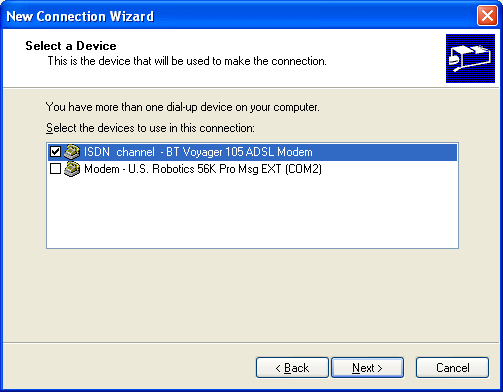 New Connection Wizard
Select a Device
This is the device that will be used to make the connection.
You have more than one dial-up device on your computer.
Select the devices to use in this connection:
ISDN channel - BT Voyager 105 ADSL Modem
Modem - U.S. Robotics 56K Pro Msg EXT (COM2)
< Back
Next >
Cancel